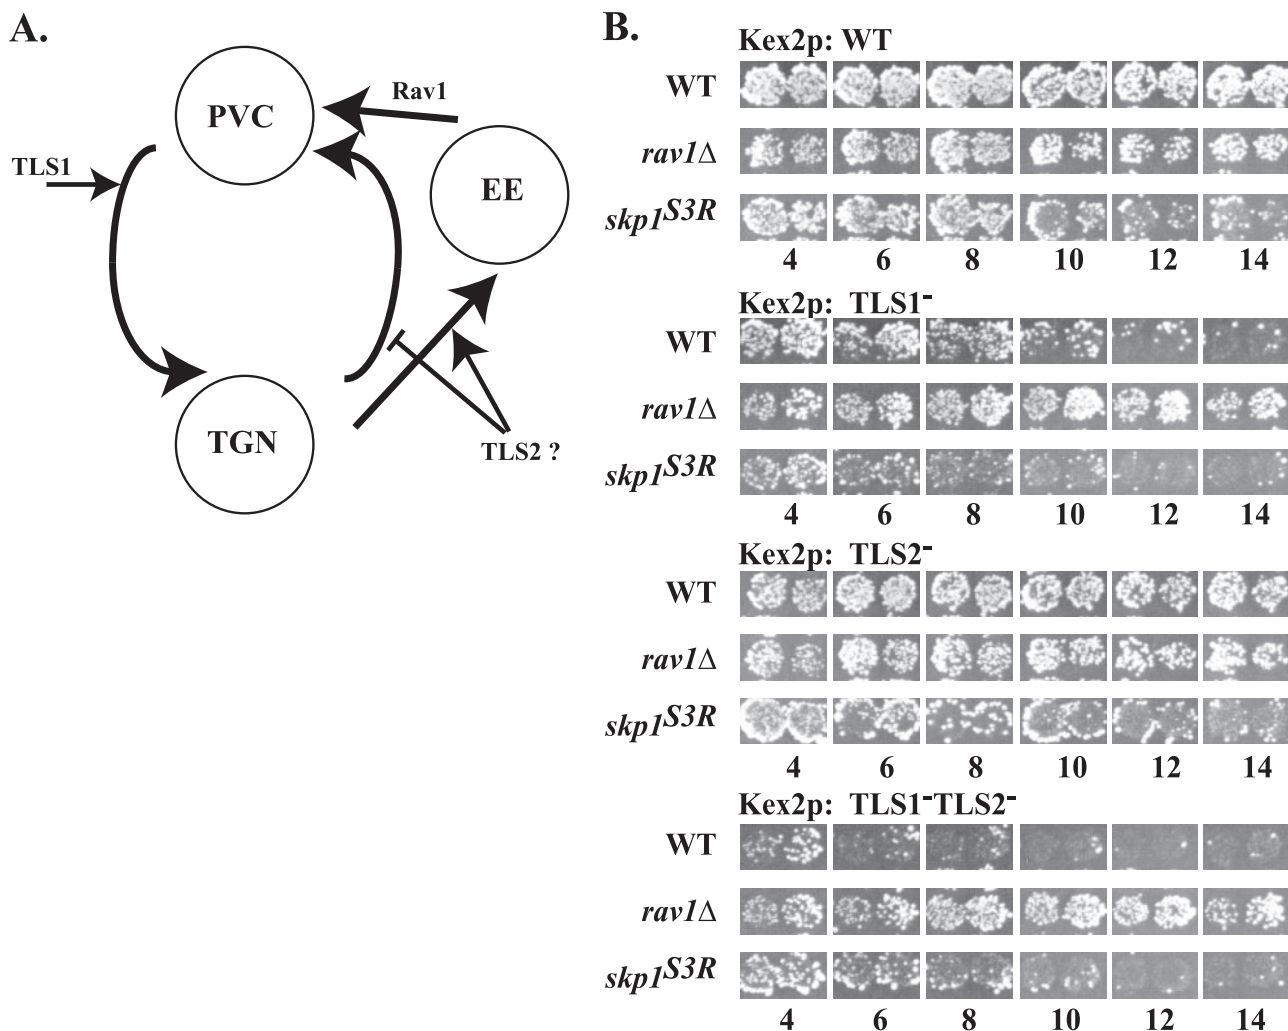 A.
PVC
Rav1
TLS1
EE
TGN
TLS2 ?
B.
Kex2p: WT
WT
rav1Δ
skp1S3R
4 6 8 10 12 14
Kex2p: TLS1-
WT
rav1Δ
skp1S3R
4 6 8 10 12 14
Kex2p: TLS2-
WT
rav1Δ
skp1S3R
4 6 8 10 12 14
Kex2p: TLS1-TLS2-
WT
rav1Δ
skp1S3R
4 6 8 10 12 14